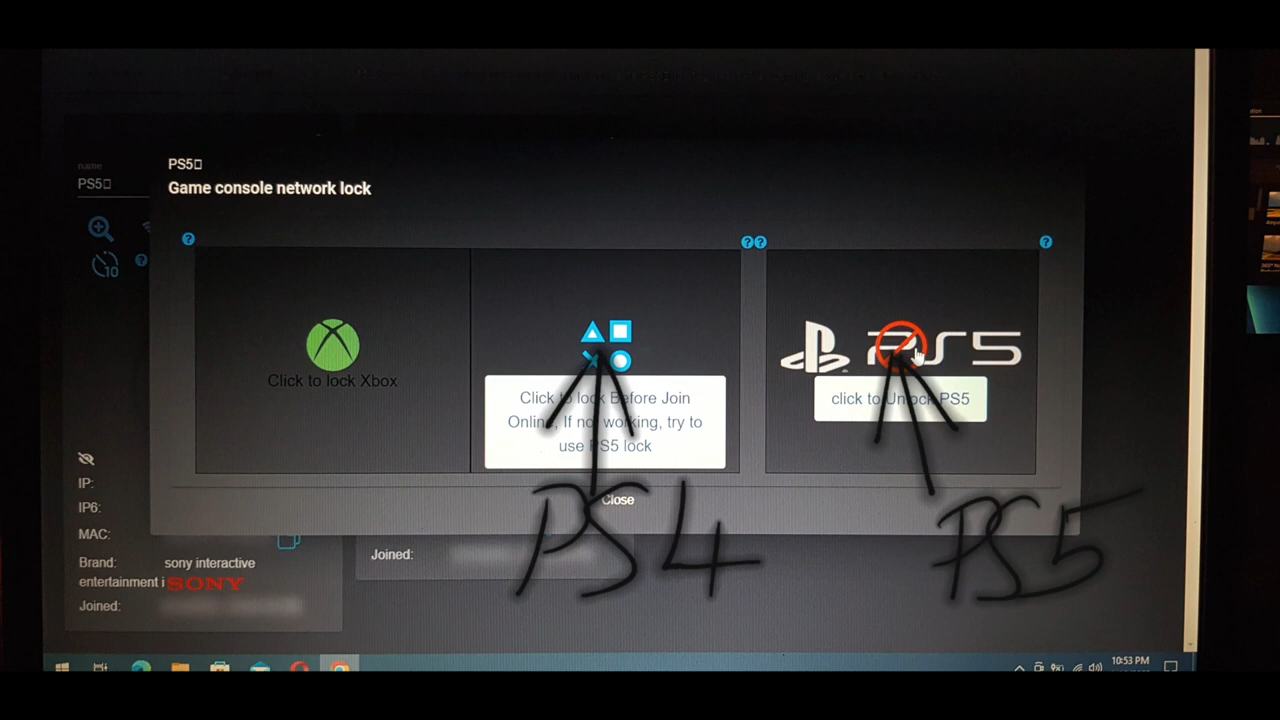 name
PS5
PS5
Game console network lock
10
Click to lock Xbox
Click to lock Before Join
Online, If not working, try to
use PS5 lock
PS5
click to Unlock PS5
Close
PS4
PS5
IP:
IP6:
MAC:
Brand: sony interactive
entertainment i SONY
Joined:
Joined:
10:53 PM